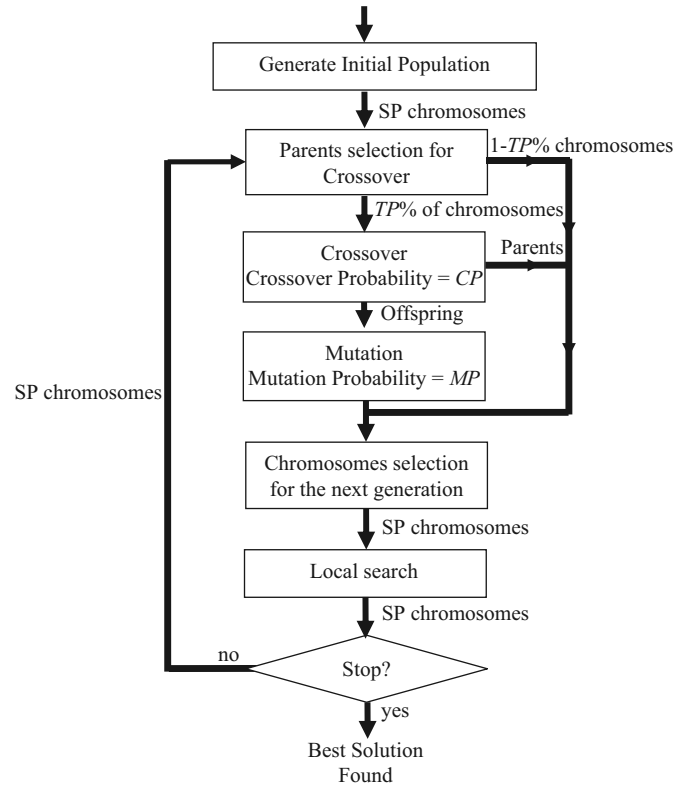 Generate Initial Population
SP chromosomes
Parents selection for
Crossover
1-TP% chromosomes
TP% of chromosomes
Crossover
Crossover Probability = CP
Parents
Offspring
Mutation
Mutation Probability = MP
SP chromosomes
Chromosomes selection
for the next generation
SP chromosomes
Local search
SP chromosomes
no
Stop?
yes
Best Solution
Found